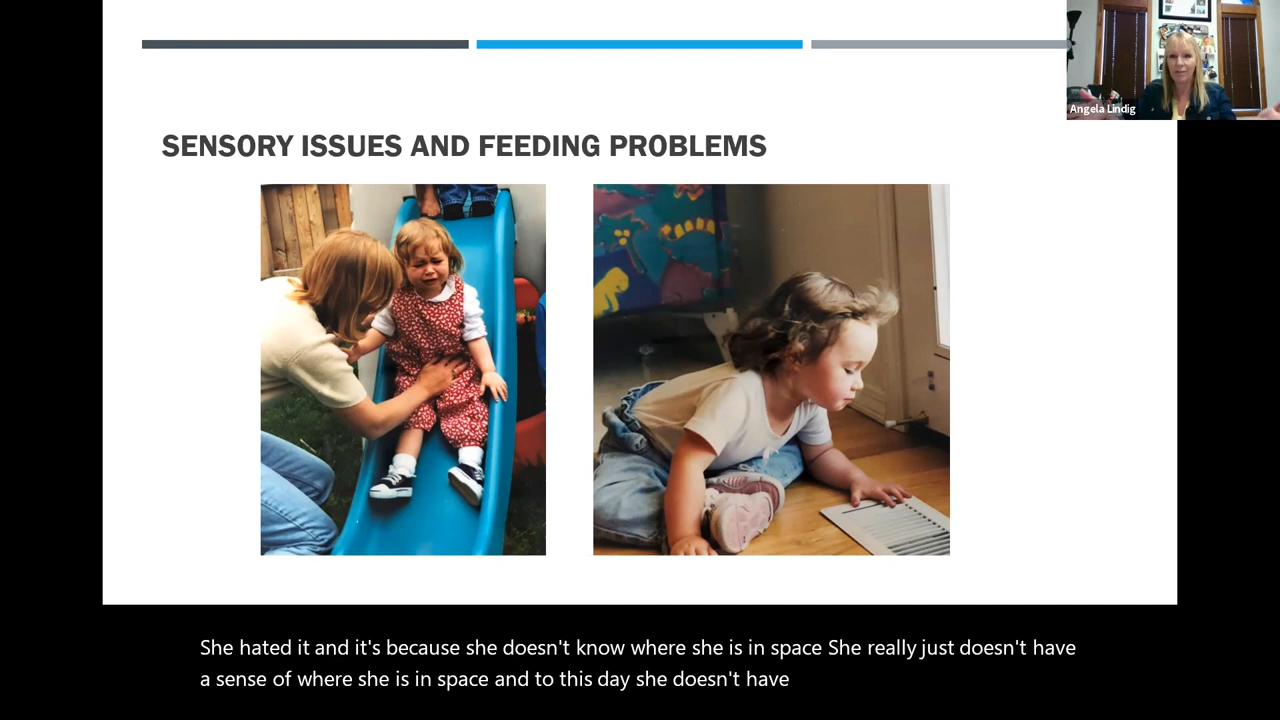 Angela Lindig
SENSORY ISSUES AND FEEDING PROBLEMS
She hated it and it's because she doesn't know where she is in space She really just doesn't have
a sense of where she is in space and to this day she doesn't have